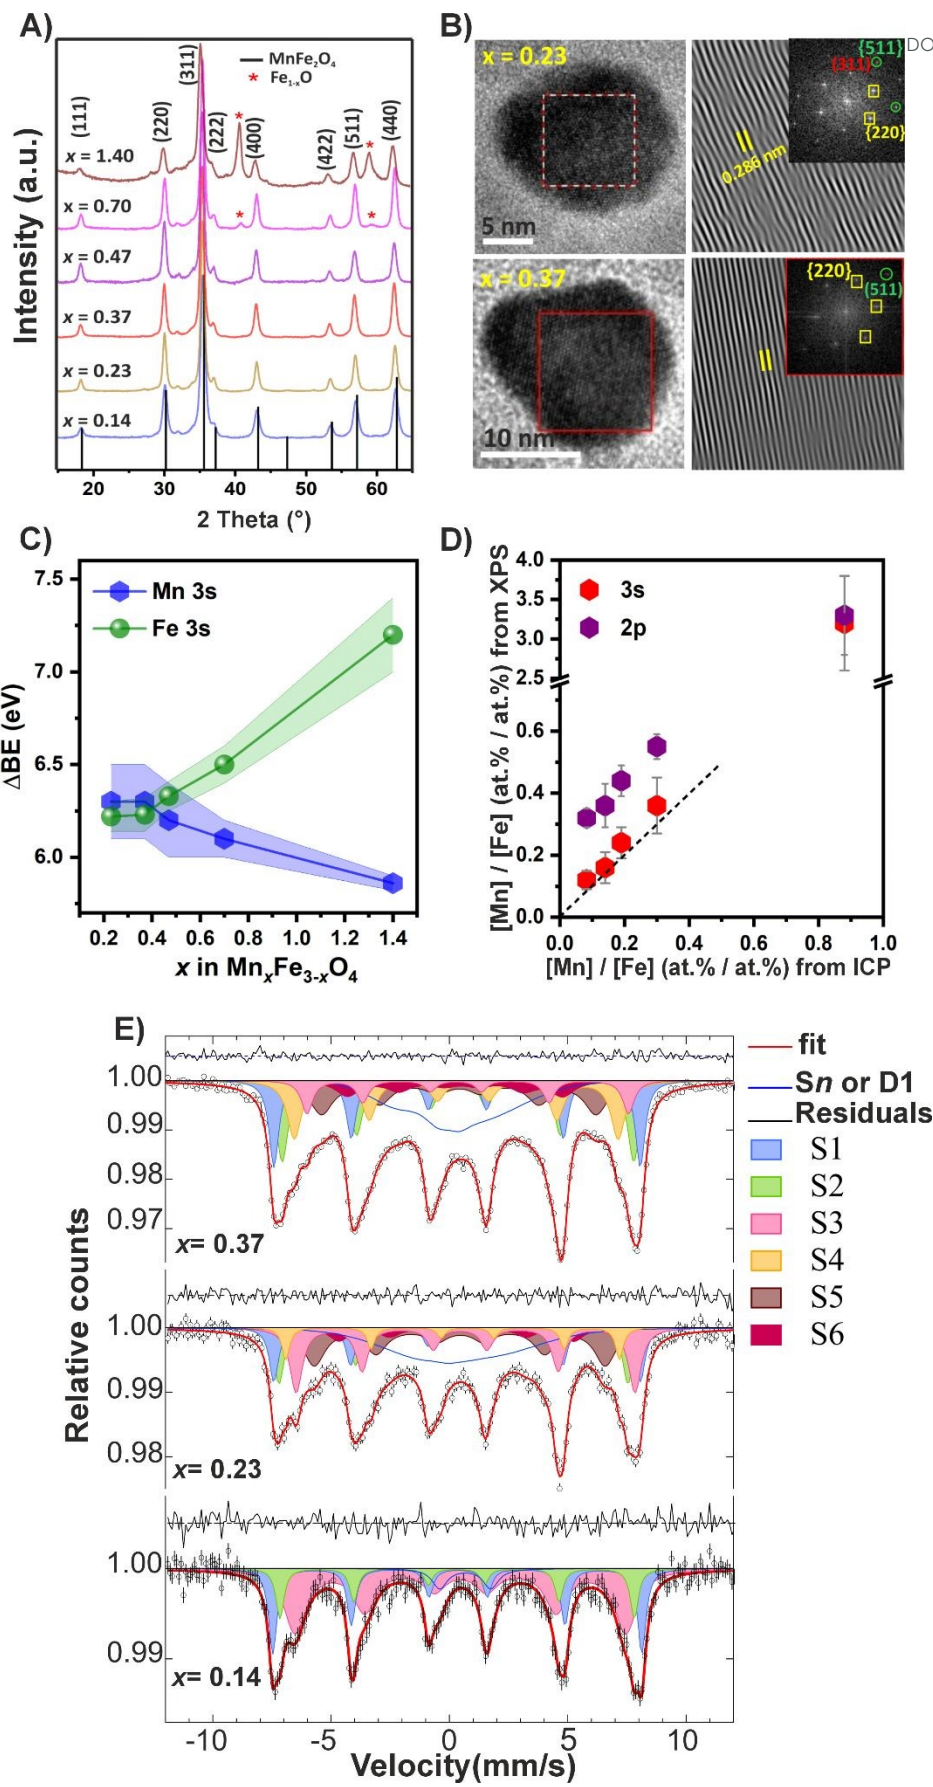 A)
MnFe2O4
* Fe1-xO
(111)
(220)
(311)
(222)
(400)
(422)
(511)
(440)
*
*
x = 1.40
*
*
x = 0.70
x = 0.47
x = 0.37
x = 0.23
x = 0.14
Intensity (a.u.)
20 30 40 50 60
2 Theta (°)
B)
x = 0.23
5 nm
0.286 nm
{511}
(311)
{220}
DO
x = 0.37
10 nm
{220}
(511)
C)
Mn 3s
Fe 3s
7.5
7.0
6.5
6.0
ΔBE (eV)
0.2 0.4 0.6 0.8 1.0 1.2 1.4
x in MnxFe3-xO4
D)
3s
2p
4.0
3.5
3.0
2.5
0.6
0.4
0.2
0.0
[Mn] / [Fe] (at.% / at.%) from XPS
0.0 0.2 0.4 0.6 0.8 1.0
[Mn] / [Fe] (at.% / at.%) from ICP
E)
1.00
0.99
0.98
0.97
x= 0.37
1.00
0.99
0.98
x= 0.23
1.00
0.99
x= 0.14
Relative counts
-10 -5 0 5 10
Velocity(mm/s)
fit
Sn or D1
Residuals
S1
S2
S3
S4
S5
S6